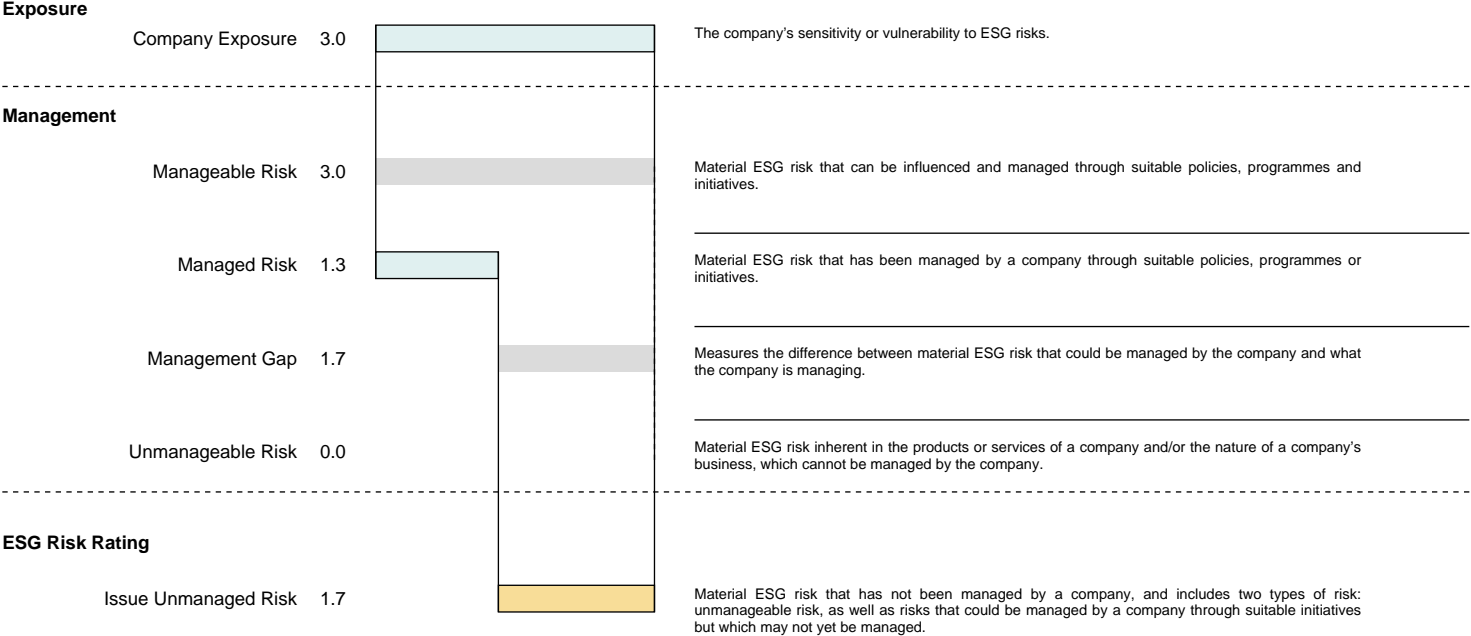 Exposure
Company Exposure 3.0
The company’s sensitivity or vulnerability to ESG risks.
Management
Manageable Risk 3.0
Material ESG risk that can be influenced and managed through suitable policies, programmes and
initiatives.
Managed Risk 1.3
Material ESG risk that has been managed by a company through suitable policies, programmes or
initiatives.
Management Gap 1.7
Measures the difference between material ESG risk that could be managed by the company and what
the company is managing.
Unmanageable Risk 0.0
Material ESG risk inherent in the products or services of a company and/or the nature of a company’s
business, which cannot be managed by the company.
ESG Risk Rating
Issue Unmanaged Risk 1.7
Material ESG risk that has not been managed by a company, and includes two types of risk:
unmanageable risk, as well as risks that could be managed by a company through suitable initiatives
but which may not yet be managed.